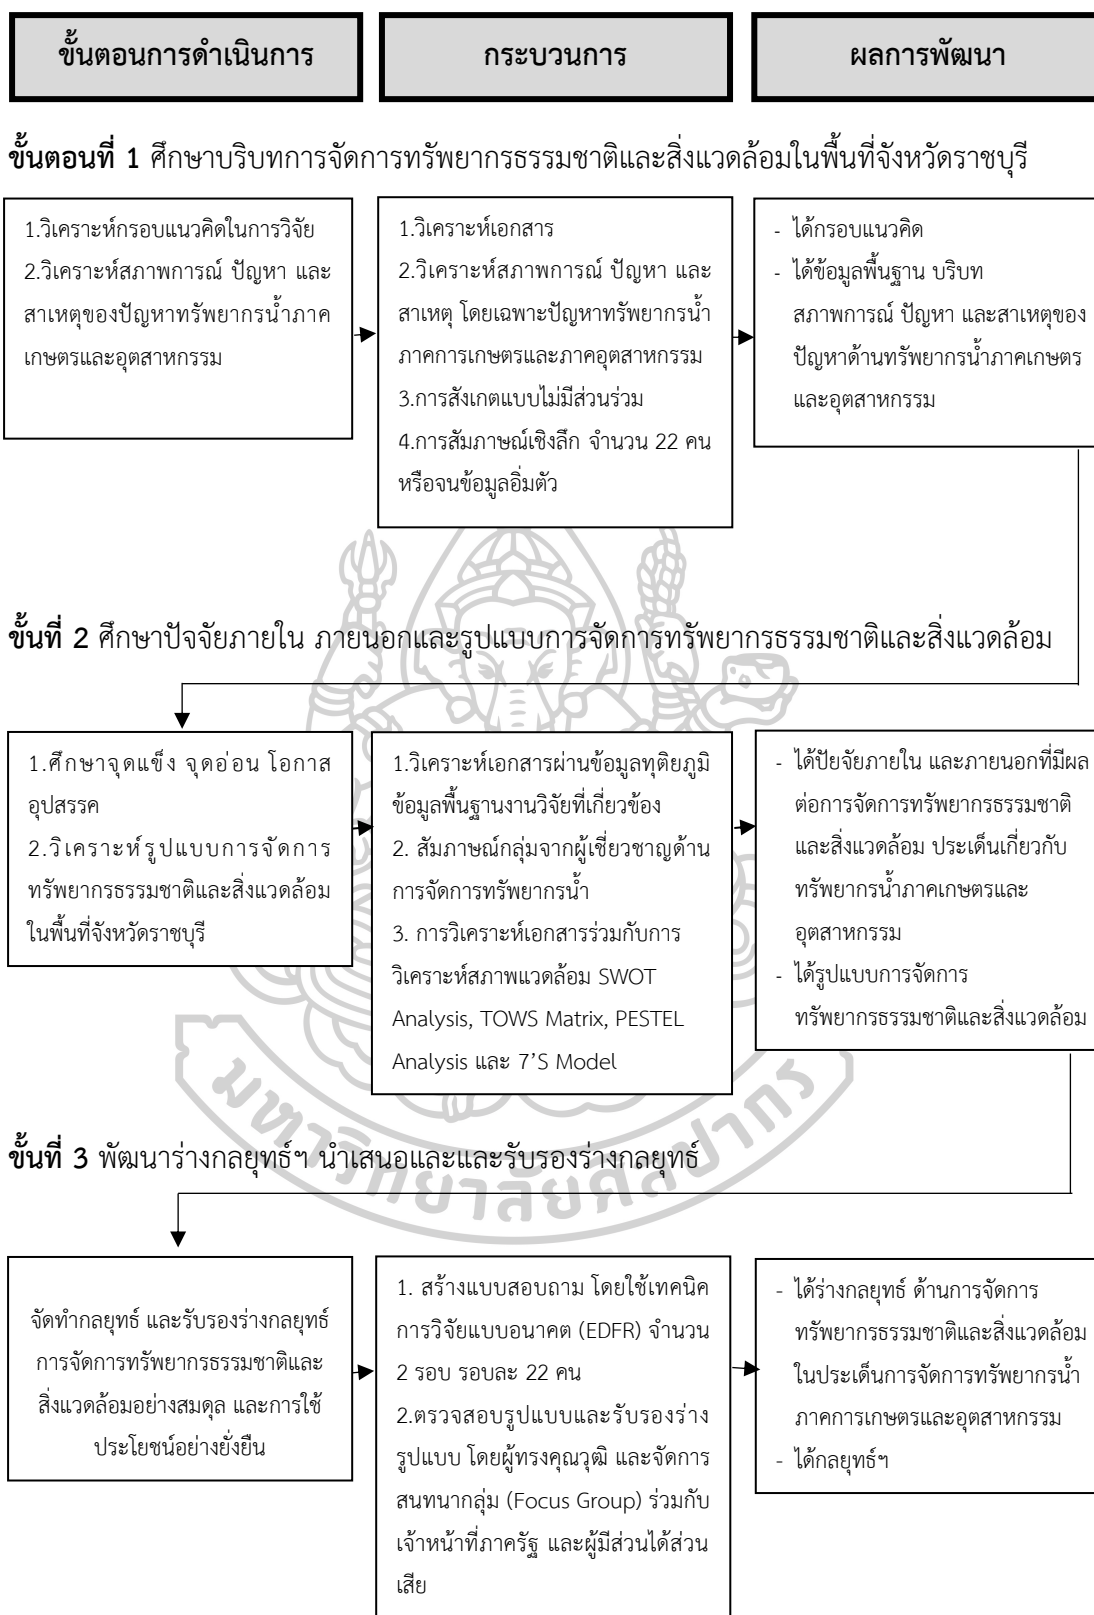 ขั้นตอนการดำเนินการ
กระบวนการ
ผลการพัฒนา
ขั้นตอนที่ 1 ศึกษาบริบทการจัดการทรัพยากรธรรมชาติและสิ่งแวดล้อมในพื้นที่จังหวัดราชบุรี
1.วิเคราะห์กรอบแนวคิดในการวิจัย
2.วิเคราะห์สภาพการณ์ ปัญหา และ
สาเหตุของปัญหาทรัพยากรน้ำภาค
เกษตรและอุตสาหกรรม
1.วิเคราะห์เอกสาร
2.วิเคราะห์สภาพการณ์ ปัญหา และ
สาเหตุ โดยเฉพาะปัญหาทรัพยากรน้ำ
ภาคการเกษตรและภาคอุตสาหกรรม
3.การสังเกตแบบไม่มีส่วนร่วม
4.การสัมภาษณ์เชิงลึก จำนวน 22 คน
หรือจนข้อมูลอิ่มตัว
- ได้กรอบแนวคิด
- ได้ข้อมูลพื้นฐาน บริบท
สภาพการณ์ ปัญหา และสาเหตุของ
ปัญหาด้านทรัพยากรน้ำภาคเกษตร
และอุตสาหกรรม
ขั้นที่ 2 ศึกษาปัจจัยภายใน ภายนอกและรูปแบบการจัดการทรัพยากรธรรมชาติและสิ่งแวดล้อม
1.ศึกษาจุดแข็ง จุดอ่อน โอกาส
อุปสรรค
2.วิเคราะห์รูปแบบการจัดการ
ทรัพยากรธรรมชาติและสิ่งแวดล้อม
ในพื้นที่จังหวัดราชบุรี
1.วิเคราะห์เอกสารผ่านข้อมูลทุติยภูมิ
ข้อมูลพื้นฐานงานวิจัยที่เกี่ยวข้อง
2. สัมภาษณ์กลุ่มจากผู้เชี่ยวชาญด้าน
การจัดการทรัพยากรน้ำ
3. การวิเคราะห์เอกสารร่วมกับการ
วิเคราะห์สภาพแวดล้อม SWOT
Analysis, TOWS Matrix, PESTEL
Analysis และ 7’S Model
- ได้ปัยจัยภายใน และภายนอกที่มีผล
ต่อการจัดการทรัพยากรธรรมชาติ
และสิ่งแวดล้อม ประเด็นเกี่ยวกับ
ทรัพยากรน้ำภาคเกษตรและ
อุตสาหกรรม
- ได้รูปแบบการจัดการ
ทรัพยากรธรรมชาติและสิ่งแวดล้อม
มหาวิทยาลัยศิลปากร
ขั้นที่ 3 พัฒนาร่างกลยุทธ์ฯ นำเสนอและและรับรองร่างกลยุทธ์
จัดทำกลยุทธ์ และรับรองร่างกลยุทธ์
การจัดการทรัพยากรธรรมชาติและ
สิ่งแวดล้อมอย่างสมดุล และการใช้
ประโยชน์อย่างยั่งยืน
1. สร้างแบบสอบถาม โดยใช้เทคนิค
การวิจัยแบบอนาคต (EDFR) จำนวน
2 รอบ รอบละ 22 คน
2.ตรวจสอบรูปแบบและรับรองร่าง
รูปแบบ โดยผู้ทรงคุณวุฒิ และจัดการ
สนทนากลุ่ม (Focus Group) ร่วมกับ
เจ้าหน้าที่ภาครัฐ และผู้มีส่วนได้ส่วน
เสีย
- ได้ร่างกลยุทธ์ ด้านการจัดการ
ทรัพยากรธรรมชาติและสิ่งแวดล้อม
ในประเด็นการจัดการทรัพยากรน้ำ
ภาคการเกษตรและอุตสาหกรรม
- ได้กลยุทธ์ฯ